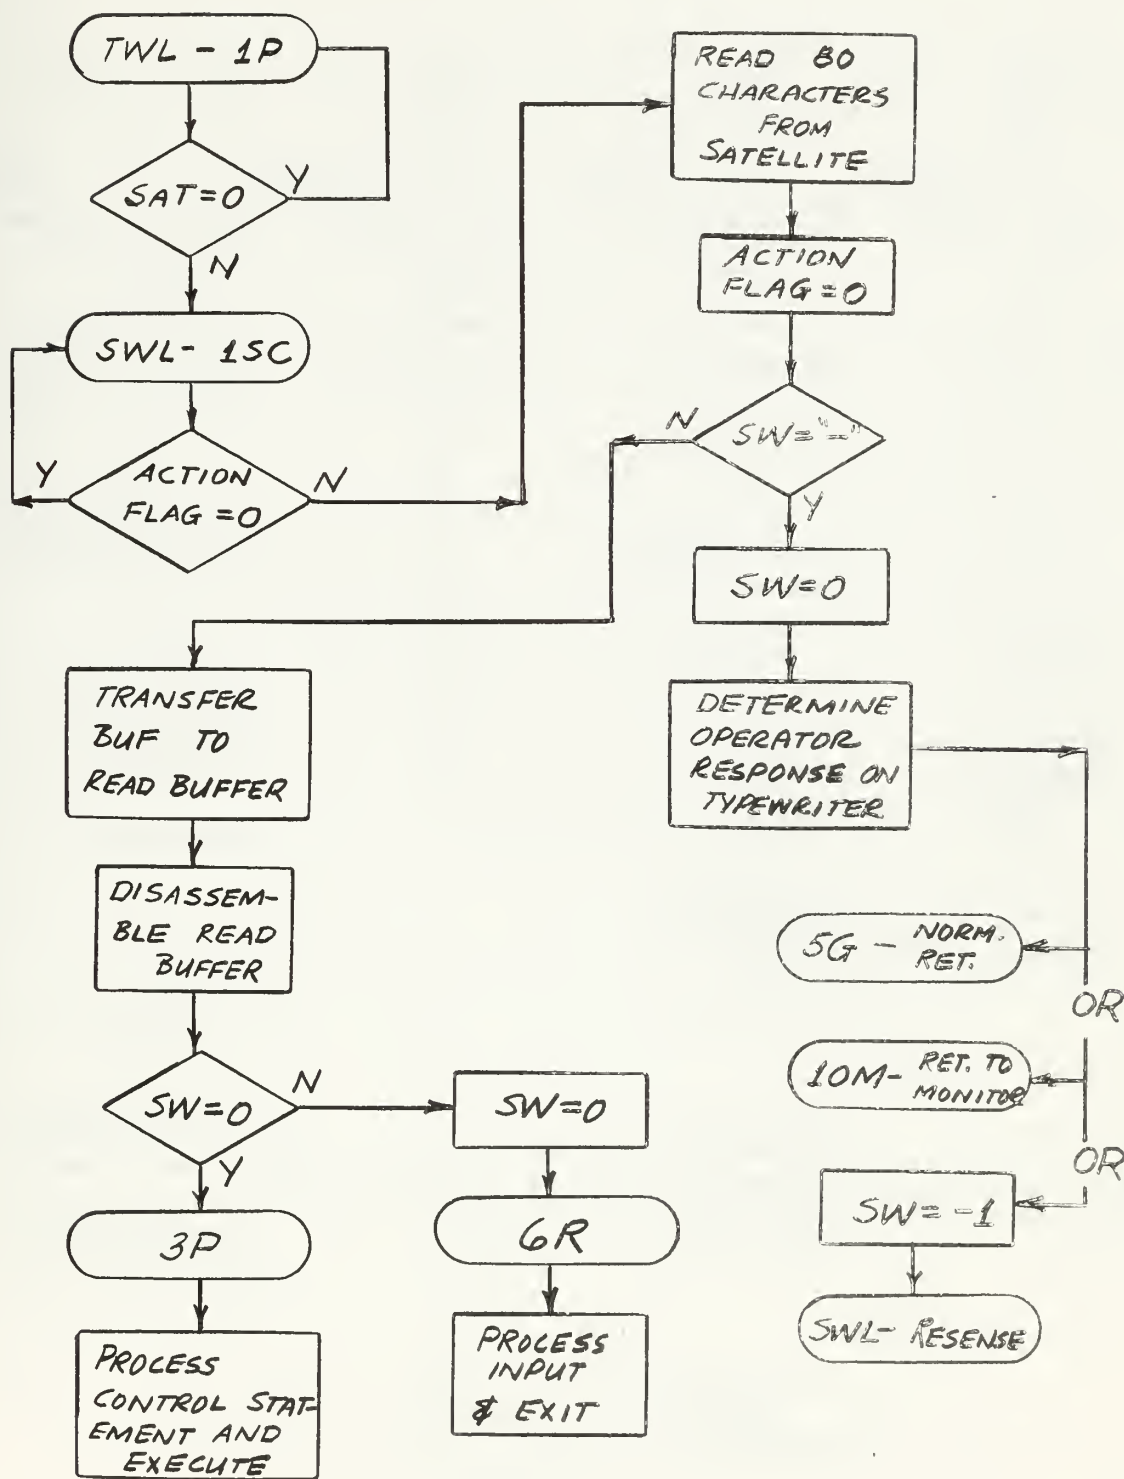 TWL - 1P
SAT=0
Y
N
SWL- 1SC
Y
ACTION
FLAG=0
N
READ 80
CHARACTERS
FROM
SATELLITE
ACTION
FLAG=0
N
SW="-"
Y
SW=0
DETERMINE
OPERATOR
RESPONSE ON
TYPEWRITER
5G - NORM.
RET.
OR
10M- RET. TO
MONITOR
OR
SW=-1
SWL- RESENSE
TRANSFER
BUF TO
READ BUFFER
DISASSEM-
BLE READ
BUFFER
SW=0
N
Y
SW=0
3P
6R
PROCESS
CONTROL STAT-
EMENT AND
EXECUTE
PROCESS
INPUT
& EXIT